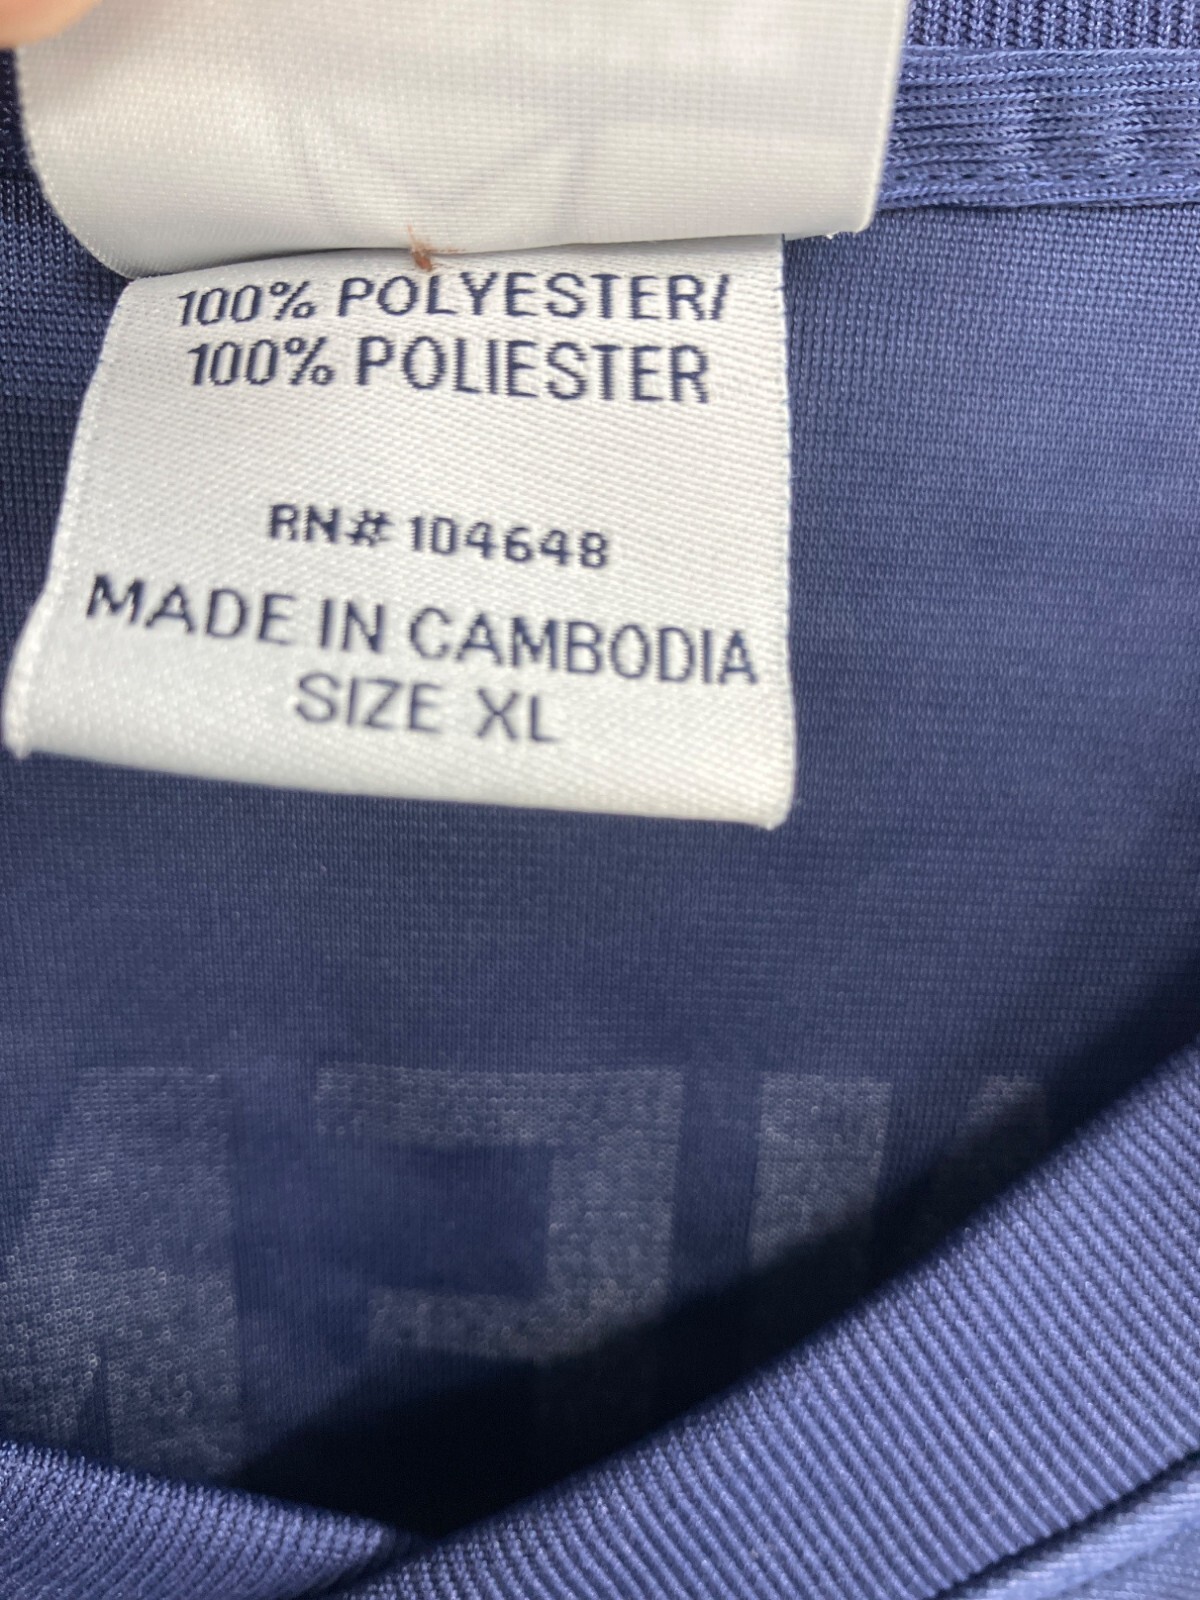 100% POLYESTER/
100% POLIESTER
RN# 104648
MADE IN CAMBODIA
SIZE XL